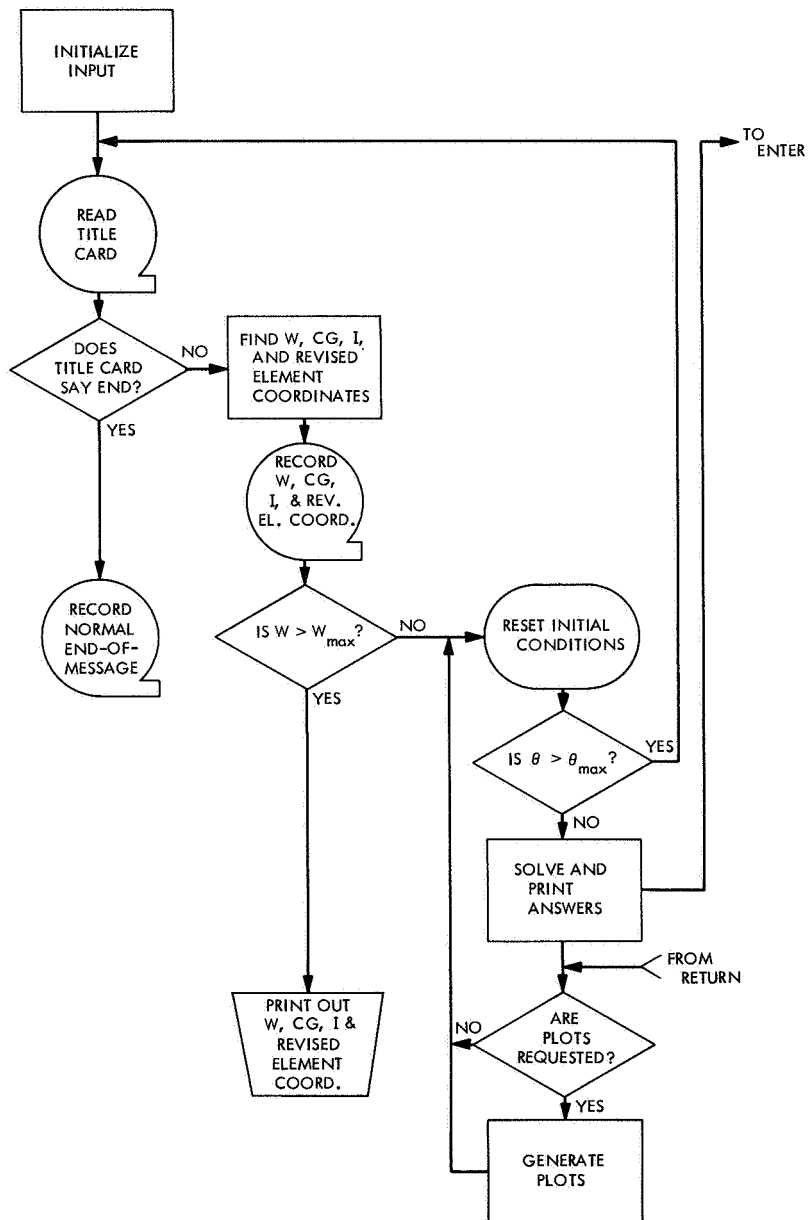 INITIALIZE
INPUT
TO
ENTER
READ
TITLE
CARD
DOES
TITLE CARD
SAY END?
NO
YES
FIND W, CG, I,
AND REVISED
ELEMENT
COORDINATES
RECORD
W, CG,
I, & REV.
EL. COORD.
RECORD
NORMAL
END-OF-
MESSAGE
IS W > W max?
NO
YES
RESET INITIAL
CONDITIONS
IS θ > θ max?
YES
NO
SOLVE AND
PRINT
ANSWERS
FROM
RETURN
PRINT OUT
W, CG, I &
REVISED
ELEMENT
COORD.
ARE
PLOTS
REQUESTED?
NO
YES
GENERATE
PLOTS